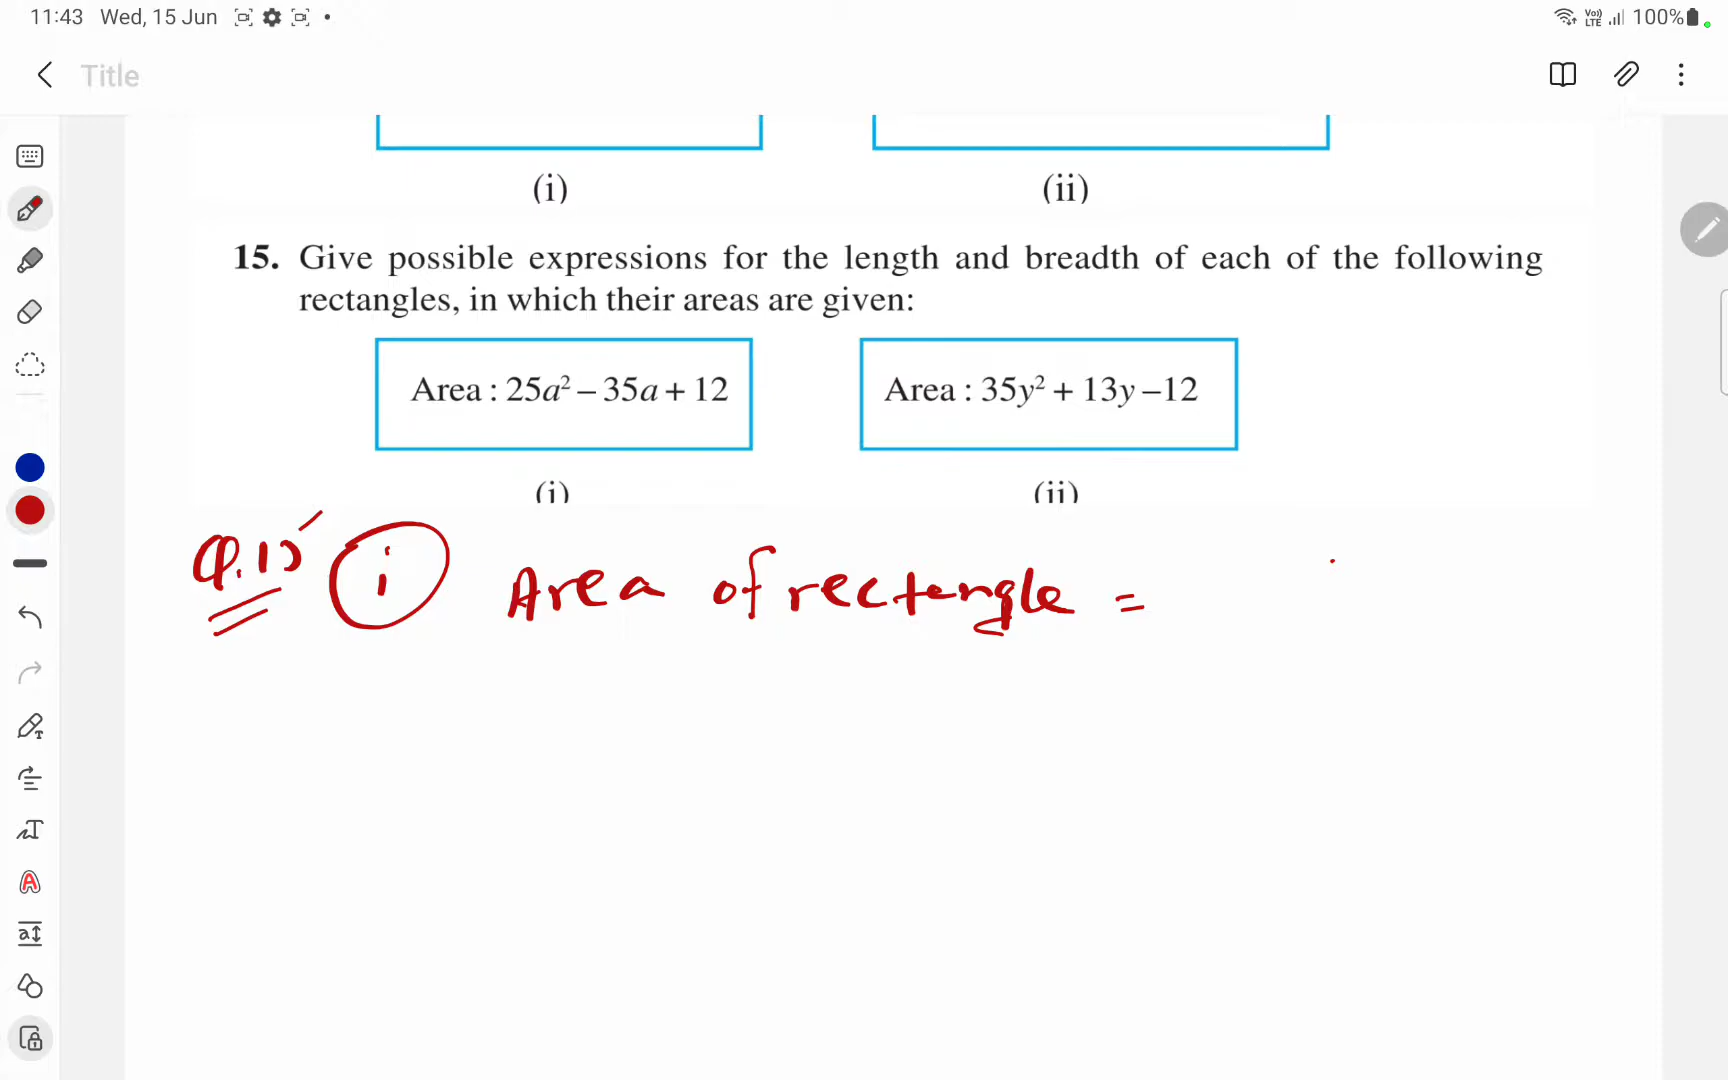 11:43 Wed, 15 Jun
Vo)) LTE 100%
Title
(i) (ii)
15. Give possible expressions for the length and breadth of each of the following
rectangles, in which their areas are given:
Area : 25a² – 35a + 12 Area : 35y² + 13y –12
(i) (ii)
Q.15 i Area of rectangle =